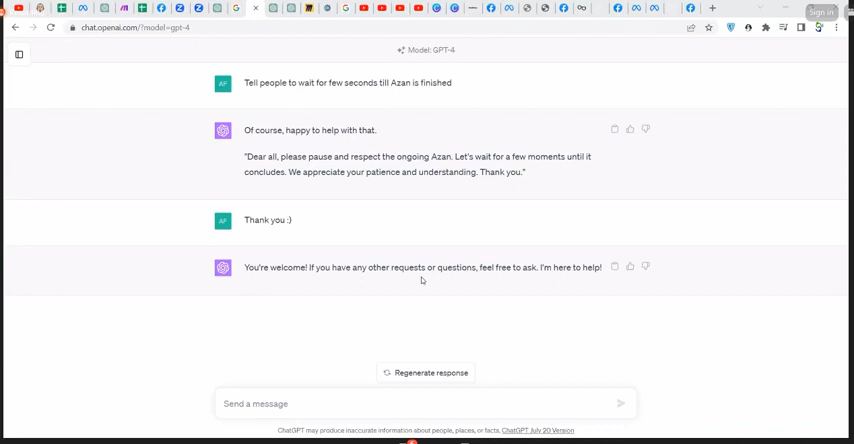 Sign in
chat.openai.com/?model=gpt-4
Model: GPT-4
AF
Tell people to wait for few seconds till Azan is finished
Of course, happy to help with that.
"Dear all, please pause and respect the ongoing Azan. Let's wait for a few moments until it
concludes. We appreciate your patience and understanding. Thank you."
AF
Thank you :)
You're welcome! If you have any other requests or questions, feel free to ask. I'm here to help!
Regenerate response
Send a message
ChatGPT may produce inaccurate information about people, places, or facts. ChatGPT July 20 Version